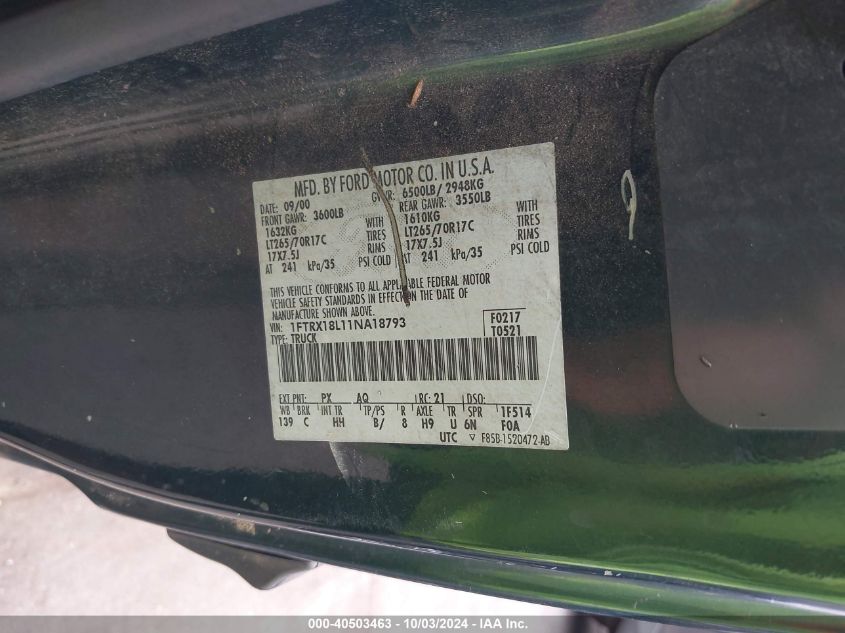 MFD. BY FORD MOTOR CO. IN U.S.A.
DATE: 09/00 GVWR: 6500LB/ 2948KG
FRONT GAWR: 3600LB REAR GAWR: 3550LB
1632KG WITH 1610KG WITH
LT265/70R17C TIRES LT265/70R17C TIRES
17X7.5J RIMS 17X7.5J RIMS
AT 241 kPa/35 PSI COLD AT 241 kPa/35 PSI COLD
THIS VEHICLE CONFORMS TO ALL APPLICABLE FEDERAL MOTOR
VEHICLE SAFETY STANDARDS IN EFFECT ON THE DATE OF
MANUFACTURE SHOWN ABOVE.
VIN: 1FTRX18L11NA18793 F0217
TYPE: TRUCK T0521
EXT PNT: PX AQ RC: 21 DSO:
WB BRK INT TR TP/PS R AXLE TR SPR 1F514
139 C HH B/ 8 H9 U 6N FOA
UTC ▽ F85B-1520472-AB
000-40503463 - 10/03/2024 - © IAA, Inc.